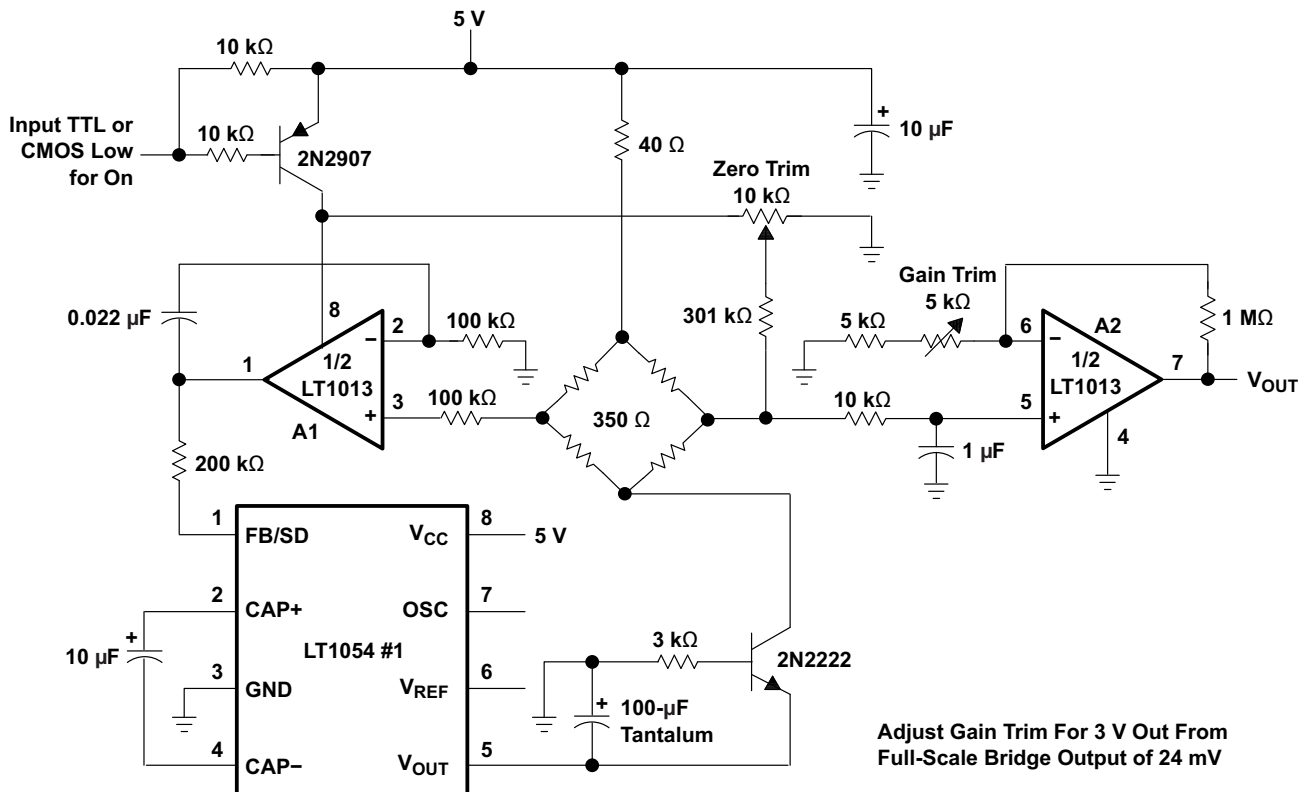 5 V
10 kΩ
Input TTL or
CMOS Low
for On
10 kΩ
2N2907
40 Ω
+
10 µF
Zero Trim
10 kΩ
Gain Trim
5 kΩ
0.022 µF
8
2
−
100 kΩ
301 kΩ
5 kΩ
6
−
A2
1 MΩ
1
1/2
LT1013
1/2
LT1013
7
VOUT
+
3
100 kΩ
A1
350 Ω
10 kΩ
5
+
4
1 µF
200 kΩ
1
FB/SD
VCC
8
5 V
2
CAP+
OSC
7
+
10 µF
LT1054 #1
3 kΩ
2N2222
3
GND
VREF
6
+
100-µF
Tantalum
4
CAP−
VOUT
5
Adjust Gain Trim For 3 V Out From
Full-Scale Bridge Output of 24 mV